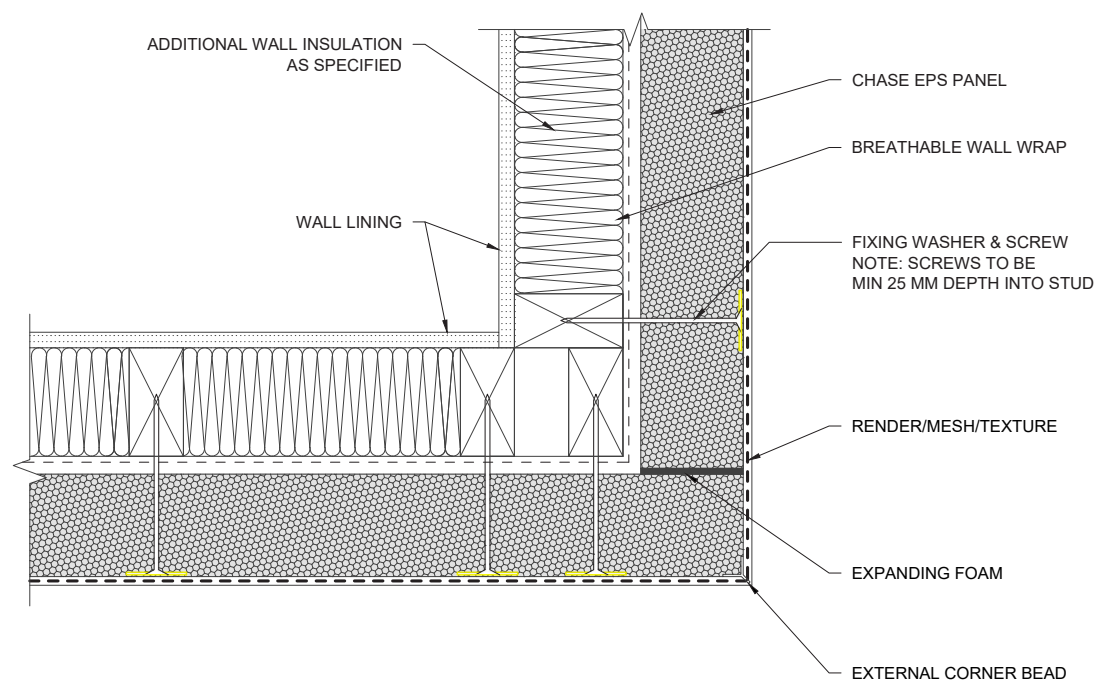 ADDITIONAL WALL INSULATION
AS SPECIFIED
WALL LINING
CHASE EPS PANEL
BREATHABLE WALL WRAP
FIXING WASHER & SCREW
NOTE: SCREWS TO BE
MIN 25 MM DEPTH INTO STUD
RENDER/MESH/TEXTURE
EXPANDING FOAM
EXTERNAL CORNER BEAD